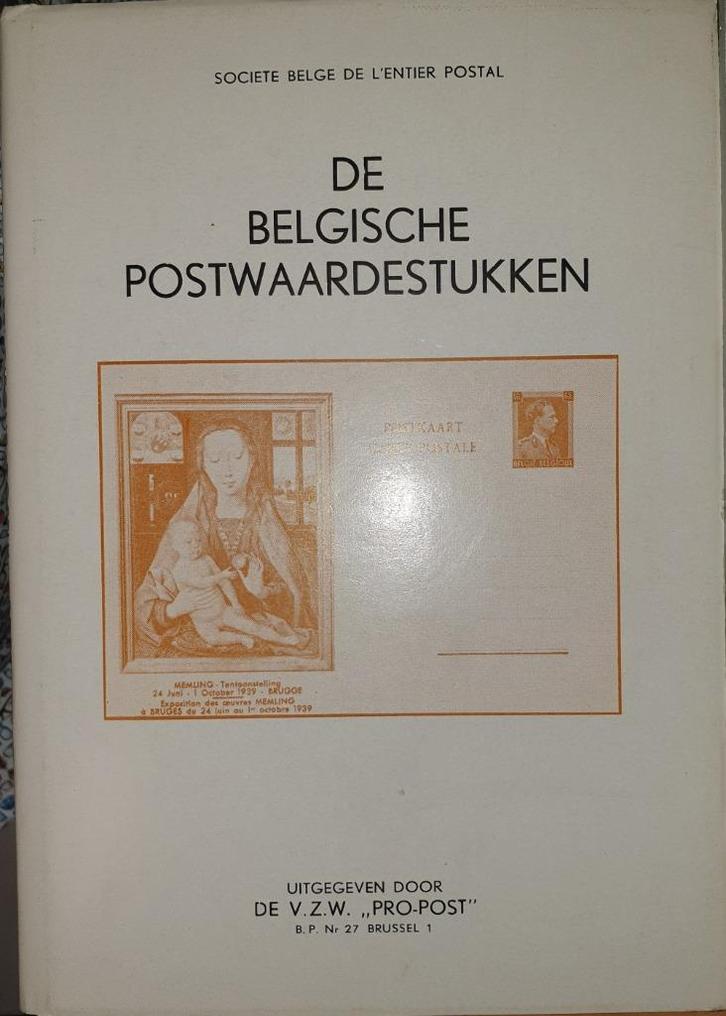 SOCIETE BELGE DE L'ENTIER POSTAL
DE
BELGISCHE
POSTWAARDESTUKKEN
POSTKAART
CARTE POSTALE
BELGIE BELGIQUE
MEMLING - Tentoonstelling
24 Juni - 1 October 1939 - BRUGGE
Exposition des œuvres MEMLING
à BRUGES du 24 juin au 1er octobre 1939
UITGEGEVEN DOOR
DE V.Z.W. „PRO-POST"
B. P. Nr 27 BRUSSEL 1